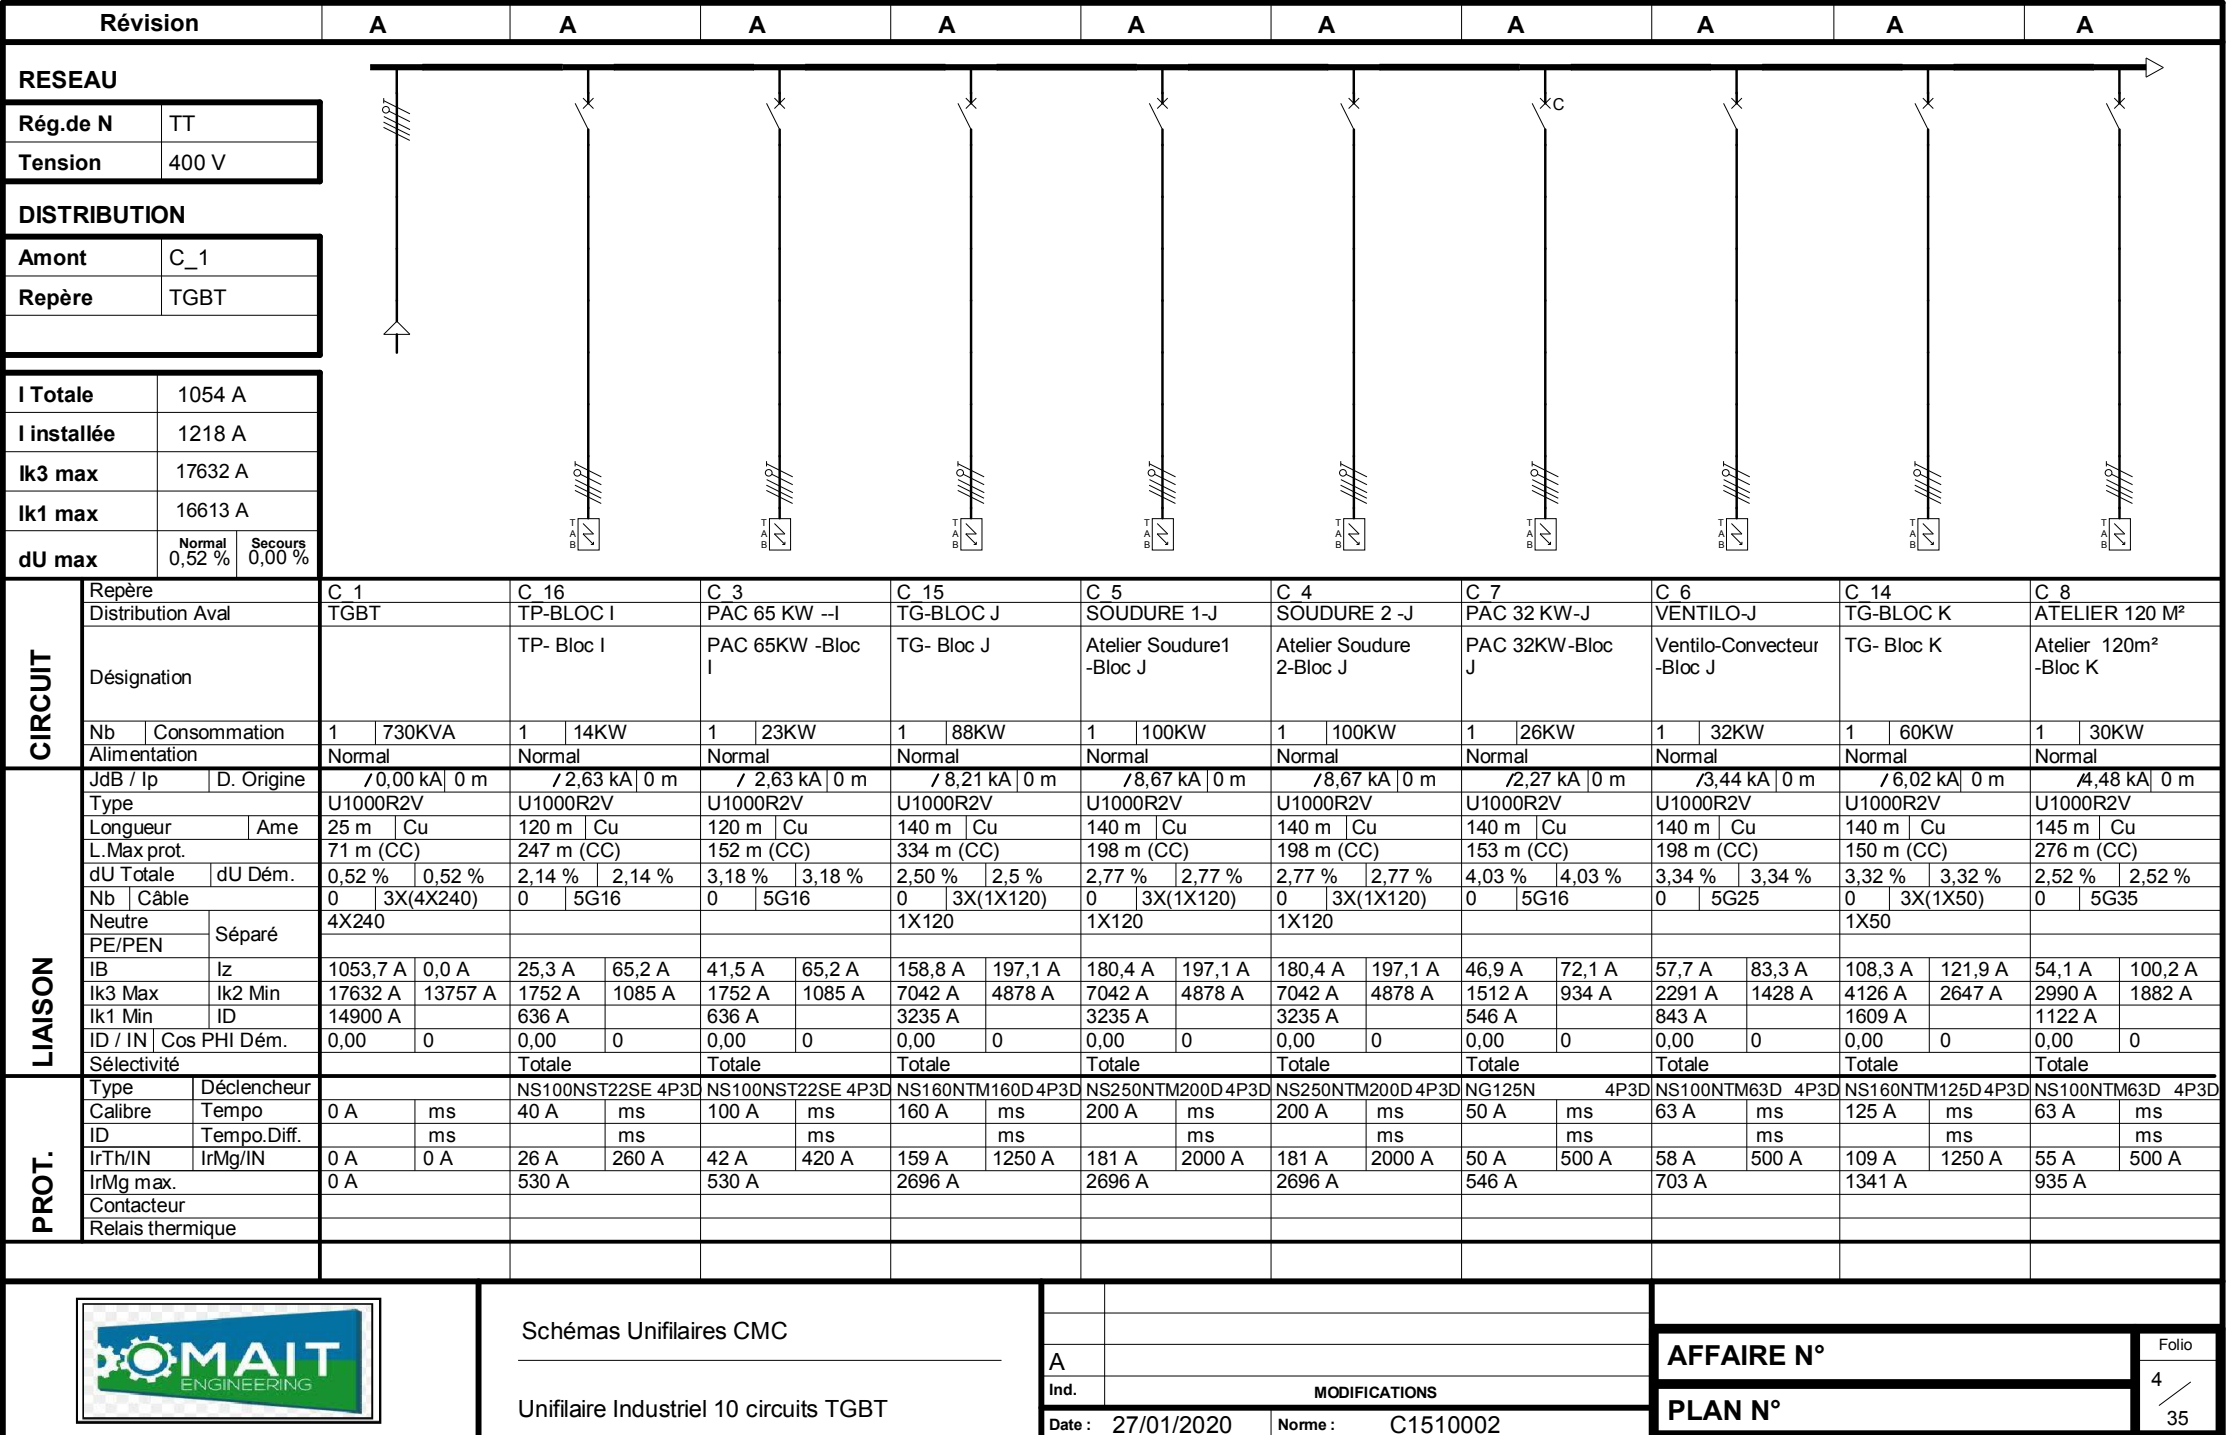 Révision A A A A A A A A A A
RESEAU
Rég.de N TT
Tension 400 V
DISTRIBUTION
Amont C_1
Repère TGBT
I Totale 1054 A
I installée 1218 A
Ik3 max 17632 A
Ik1 max 16613 A
dU max Normal 0,52 % Secours 0,00 %
C
TAB TAB TAB TAB TAB TAB TAB TAB TAB
CIRCUIT
Repère C_1 C_16 C_3 C_15 C_5 C_4 C_7 C_6 C_14 C_8
Distribution Aval TGBT TP-BLOC I PAC 65 KW --I TG-BLOC J SOUDURE 1-J SOUDURE 2 -J PAC 32 KW-J VENTILO-J TG-BLOC K ATELIER 120 M²
Désignation TP- Bloc I PAC 65KW -Bloc I TG- Bloc J Atelier Soudure1 -Bloc J Atelier Soudure 2-Bloc J PAC 32KW-Bloc J Ventilo-Convecteur -Bloc J TG- Bloc K Atelier 120m² -Bloc K
Nb Consommation 1 730KVA 1 14KW 1 23KW 1 88KW 1 100KW 1 100KW 1 26KW 1 32KW 1 60KW 1 30KW
Alimentation Normal Normal Normal Normal Normal Normal Normal Normal Normal Normal
LIAISON
JdB / Ip D. Origine / 0,00 kA 0 m / 2,63 kA 0 m / 2,63 kA 0 m / 8,21 kA 0 m / 8,67 kA 0 m / 8,67 kA 0 m / 2,27 kA 0 m / 3,44 kA 0 m / 6,02 kA 0 m / 4,48 kA 0 m
Type U1000R2V U1000R2V U1000R2V U1000R2V U1000R2V U1000R2V U1000R2V U1000R2V U1000R2V U1000R2V
Longueur Ame 25 m Cu 120 m Cu 120 m Cu 140 m Cu 140 m Cu 140 m Cu 140 m Cu 140 m Cu 140 m Cu 145 m Cu
L.Max prot. 71 m (CC) 247 m (CC) 152 m (CC) 334 m (CC) 198 m (CC) 198 m (CC) 153 m (CC) 198 m (CC) 150 m (CC) 276 m (CC)
dU Totale dU Dém. 0,52 % 0,52 % 2,14 % 2,14 % 3,18 % 3,18 % 2,50 % 2,5 % 2,77 % 2,77 % 2,77 % 2,77 % 4,03 % 4,03 % 3,34 % 3,34 % 3,32 % 3,32 % 2,52 % 2,52 %
Nb Câble 0 3X(4X240) 0 5G16 0 5G16 0 3X(1X120) 0 3X(1X120) 0 3X(1X120) 0 5G16 0 5G25 0 3X(1X50) 0 5G35
Neutre Séparé 4X240 1X120 1X120 1X120 1X50
PE/PEN
IB Iz 1053,7 A 0,0 A 25,3 A 65,2 A 41,5 A 65,2 A 158,8 A 197,1 A 180,4 A 197,1 A 180,4 A 197,1 A 46,9 A 72,1 A 57,7 A 83,3 A 108,3 A 121,9 A 54,1 A 100,2 A
Ik3 Max Ik2 Min 17632 A 13757 A 1752 A 1085 A 1752 A 1085 A 7042 A 4878 A 7042 A 4878 A 7042 A 4878 A 1512 A 934 A 2291 A 1428 A 4126 A 2647 A 2990 A 1882 A
Ik1 Min ID 14900 A 636 A 636 A 3235 A 3235 A 3235 A 546 A 843 A 1609 A 1122 A
ID / IN Cos PHI Dém. 0,00 0 0,00 0 0,00 0 0,00 0 0,00 0 0,00 0 0,00 0 0,00 0 0,00 0 0,00 0
Sélectivité Totale Totale Totale Totale Totale Totale Totale Totale Totale
PROT.
Type Déclencheur NS100NST22SE 4P3D NS100NST22SE 4P3D NS160NTM160D 4P3D NS250NTM200D 4P3D NS250NTM200D 4P3D NG125N 4P3D NS100NTM63D 4P3D NS160NTM125D 4P3D NS100NTM63D 4P3D
Calibre Tempo 0 A ms 40 A ms 100 A ms 160 A ms 200 A ms 200 A ms 50 A ms 63 A ms 125 A ms 63 A ms
ID Tempo.Diff. ms ms ms ms ms ms ms ms ms ms
IrTh/IN IrMg/IN 0 A 0 A 26 A 260 A 42 A 420 A 159 A 1250 A 181 A 2000 A 181 A 2000 A 50 A 500 A 58 A 500 A 109 A 1250 A 55 A 500 A
IrMg max. 0 A 530 A 530 A 2696 A 2696 A 2696 A 546 A 703 A 1341 A 935 A
Contacteur
Relais thermique
OMAIT
ENGINEERING
Schémas Unifilaires CMC
Unifilaire Industriel 10 circuits TGBT
A
Ind. MODIFICATIONS
Date : 27/01/2020 Norme : C1510002
AFFAIRE N°
PLAN N°
Folio
4 / 35